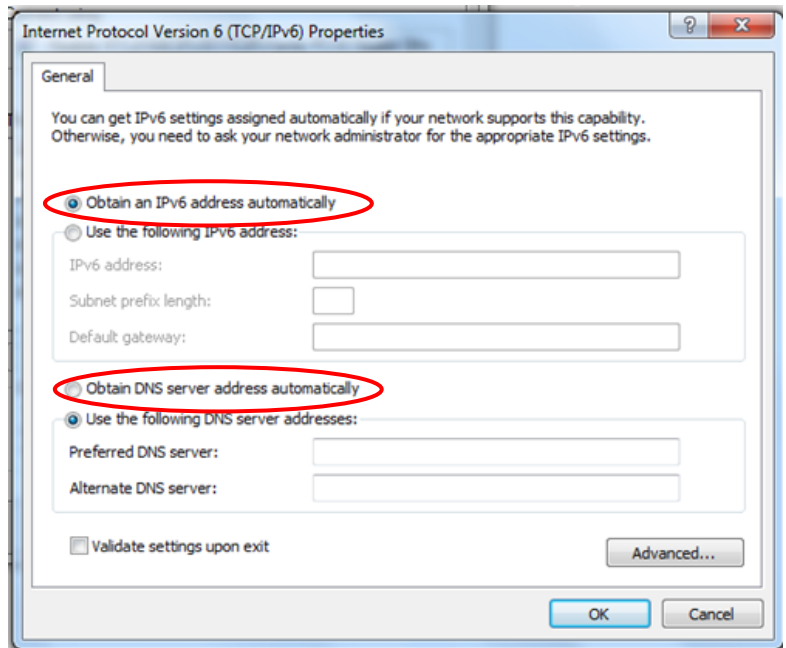 Internet Protocol Version 6 (TCP/IPv6) Properties
General
You can get IPv6 settings assigned automatically if your network supports this capability.
Otherwise, you need to ask your network administrator for the appropriate IPv6 settings.
Obtain an IPv6 address automatically
Use the following IPv6 address:
IPv6 address:
Subnet prefix length:
Default gateway:
Obtain DNS server address automatically
Use the following DNS server addresses:
Preferred DNS server:
Alternate DNS server:
Validate settings upon exit
Advanced...
OK
Cancel